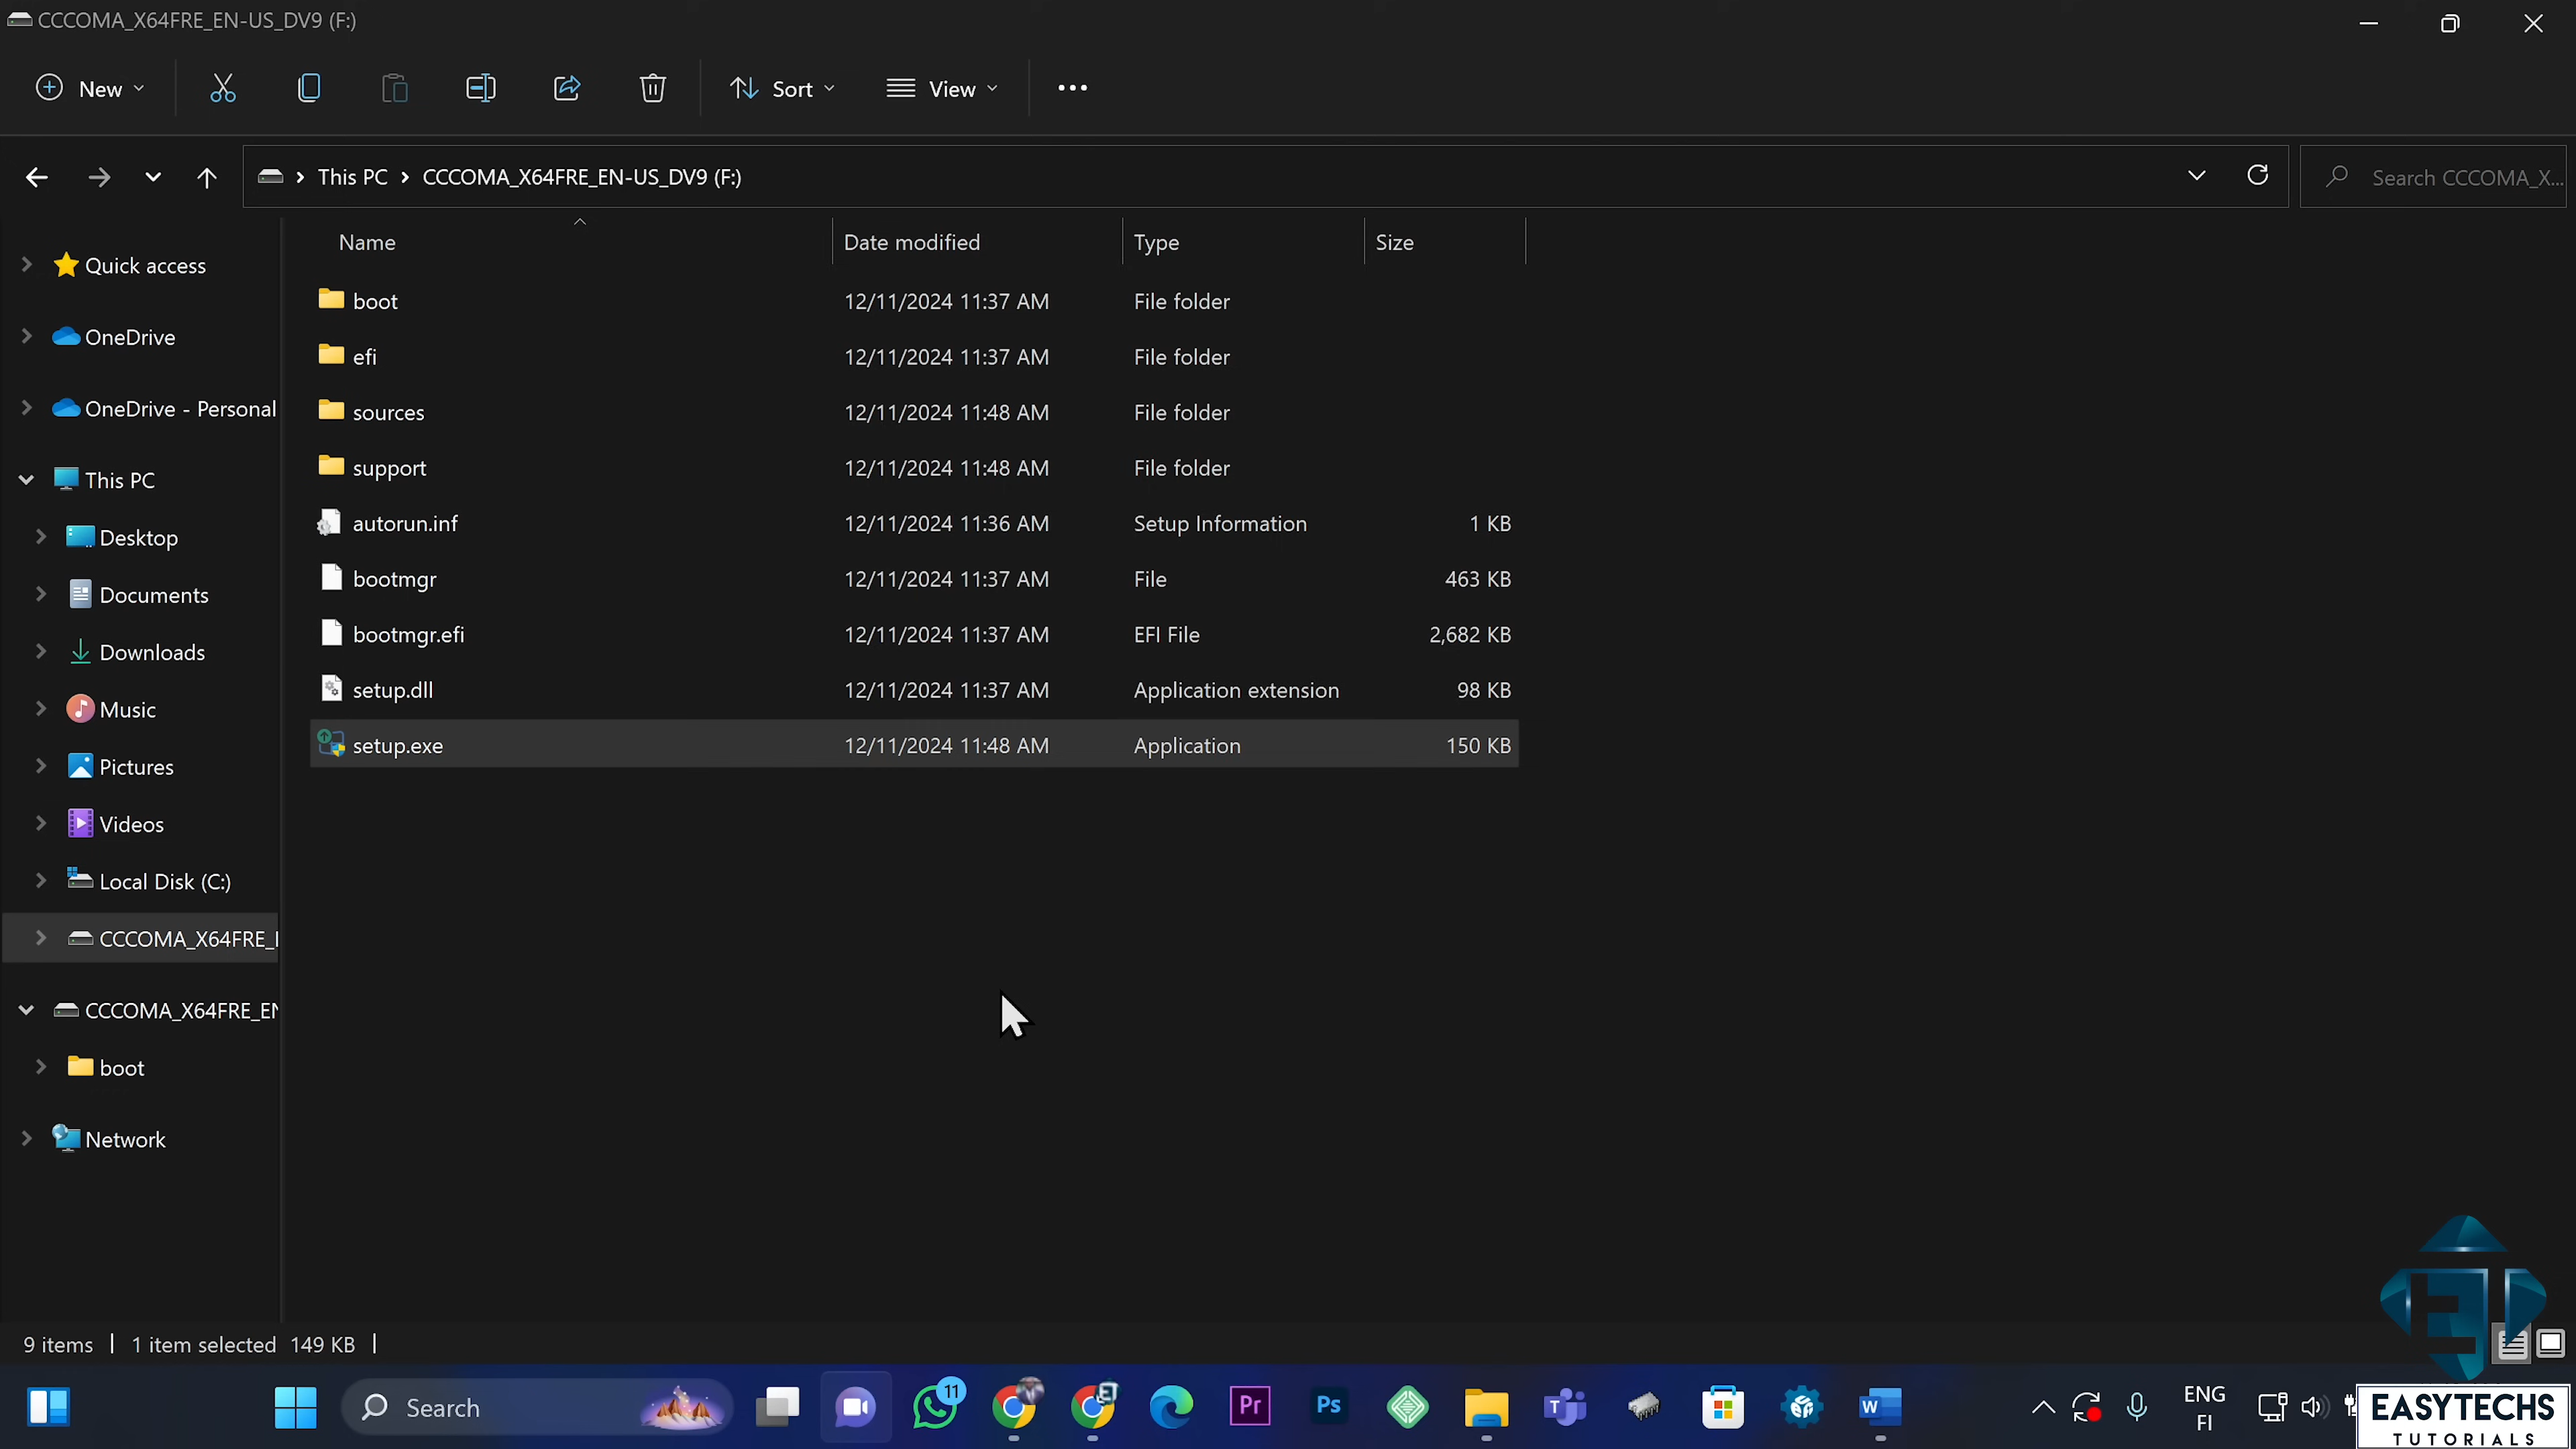 CCCOMA_X64FRE_EN-US_DV9 (F:)
New
Sort
View
This PC
CCCOMA_X64FRE_EN-US_DV9 (F:)
Search CCCOMA_X...
Name Date modified Type Size
Quick access
OneDrive
OneDrive - Personal
This PC
Desktop
Documents
Downloads
Music
Pictures
Videos
Local Disk (C:)
CCCOMA_X64FRE_E
CCCOMA_X64FRE_EN
boot
Network
boot 12/11/2024 11:37 AM File folder
efi 12/11/2024 11:37 AM File folder
sources 12/11/2024 11:48 AM File folder
support 12/11/2024 11:48 AM File folder
autorun.inf 12/11/2024 11:36 AM Setup Information 1 KB
bootmgr 12/11/2024 11:37 AM File 463 KB
bootmgr.efi 12/11/2024 11:37 AM EFI File 2,682 KB
setup.dll 12/11/2024 11:37 AM Application extension 98 KB
setup.exe 12/11/2024 11:48 AM Application 150 KB
9 items 1 item selected 149 KB
Search
11
Pr
Ps
T
W
ENG
FI
ET
EASYTECHS
TUTORIALS